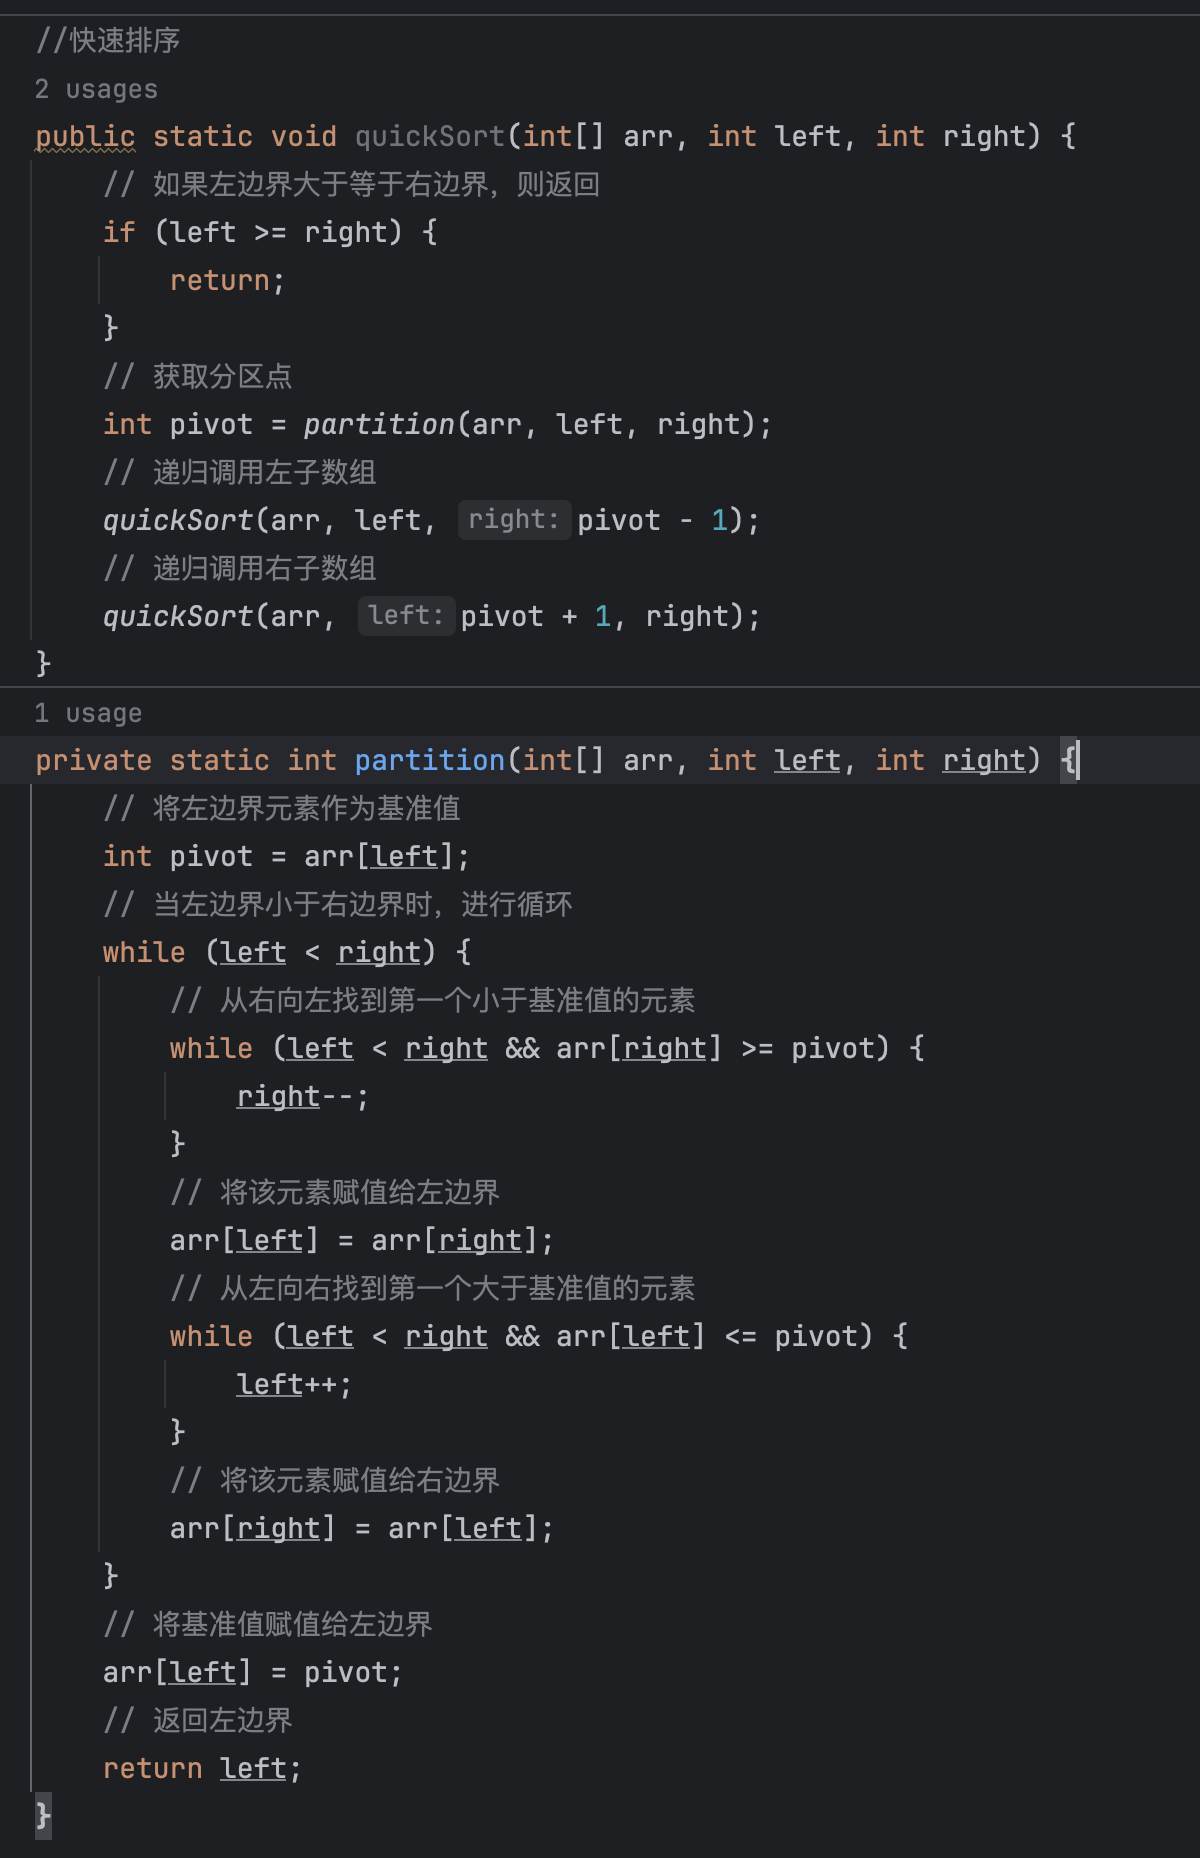 //快速排序
2 usages
public static void quickSort(int[] arr, int left, int right) {
// 如果左边界大于等于右边界，则返回
if (left >= right) {
return;
}
// 获取分区点
int pivot = partition(arr, left, right);
// 递归调用左子数组
quickSort(arr, left, right: pivot - 1);
// 递归调用右子数组
quickSort(arr, left: pivot + 1, right);
}
1 usage
private static int partition(int[] arr, int left, int right) {
// 将左边界元素作为基准值
int pivot = arr[left];
// 当左边界小于右边界时，进行循环
while (left < right) {
// 从右向左找到第一个小于基准值的元素
while (left < right && arr[right] >= pivot) {
right--;
}
// 将该元素赋值给左边界
arr[left] = arr[right];
// 从左向右找到第一个大于基准值的元素
while (left < right && arr[left] <= pivot) {
left++;
}
// 将该元素赋值给右边界
arr[right] = arr[left];
}
// 将基准值赋值给左边界
arr[left] = pivot;
// 返回左边界
return left;
}